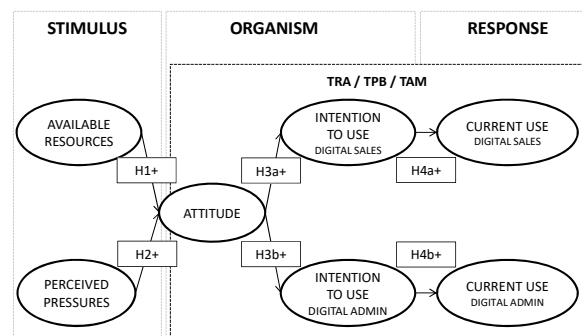 STIMULUS
ORGANISM
RESPONSE
TRA / TPB / TAM
AVAILABLE
RESOURCES
INTENTION
TO USE
DIGITAL SALES
CURRENT USE
DIGITAL SALES
H1+
H3a+
H4a+
ATTITUDE
H2+
H3b+
H4b+
PERCEIVED
PRESSURES
INTENTION
TO USE
DIGITAL ADMIN
CURRENT USE
DIGITAL ADMIN